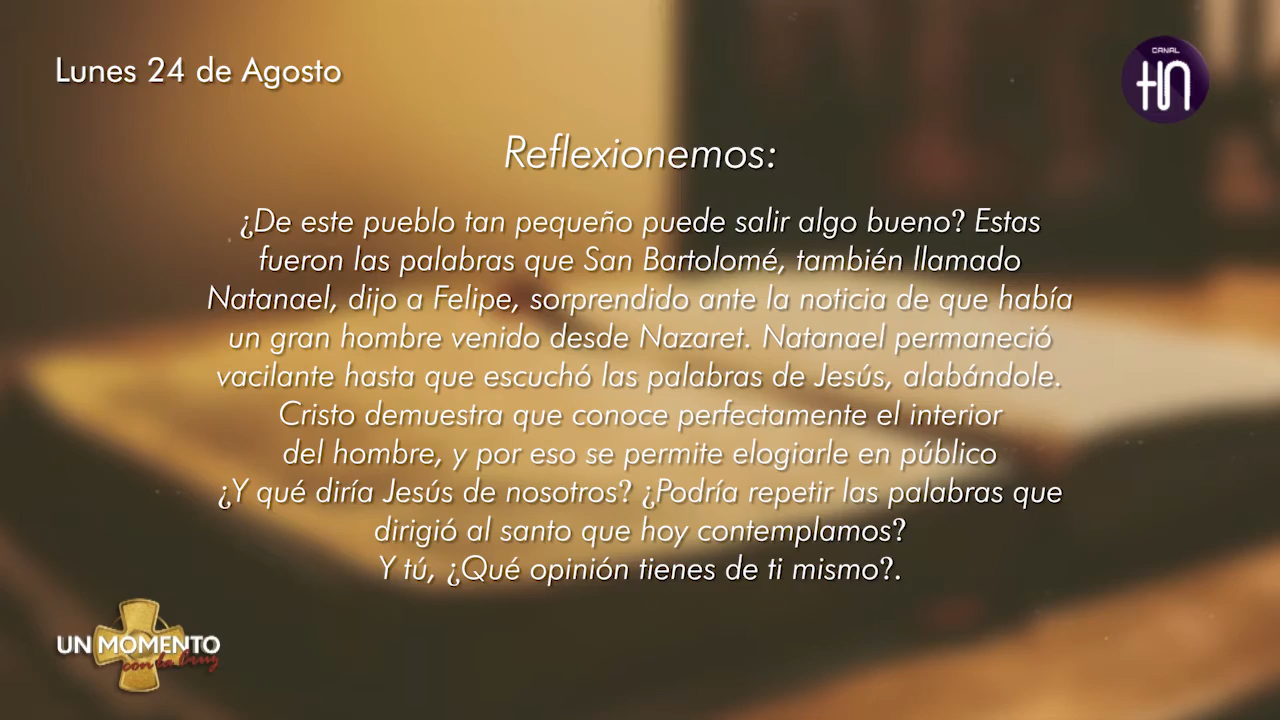 Lunes 24 de Agosto
CANAL
HN
Reflexionemos:
¿De este pueblo tan pequeño puede salir algo bueno? Estas
fueron las palabras que San Bartolomé, también llamado
Natanael, dijo a Felipe, sorprendido ante la noticia de que había
un gran hombre venido desde Nazaret. Natanael permaneció
vacilante hasta que escuchó las palabras de Jesús, alabándole.
Cristo demuestra que conoce perfectamente el interior
del hombre, y por eso se permite elogiarle en público
¿Y qué diría Jesús de nosotros? ¿Podría repetir las palabras que
dirigió al santo que hoy contemplamos?
Y tú, ¿Qué opinión tienes de ti mismo?.
UN MOMENTO
con la Cruz